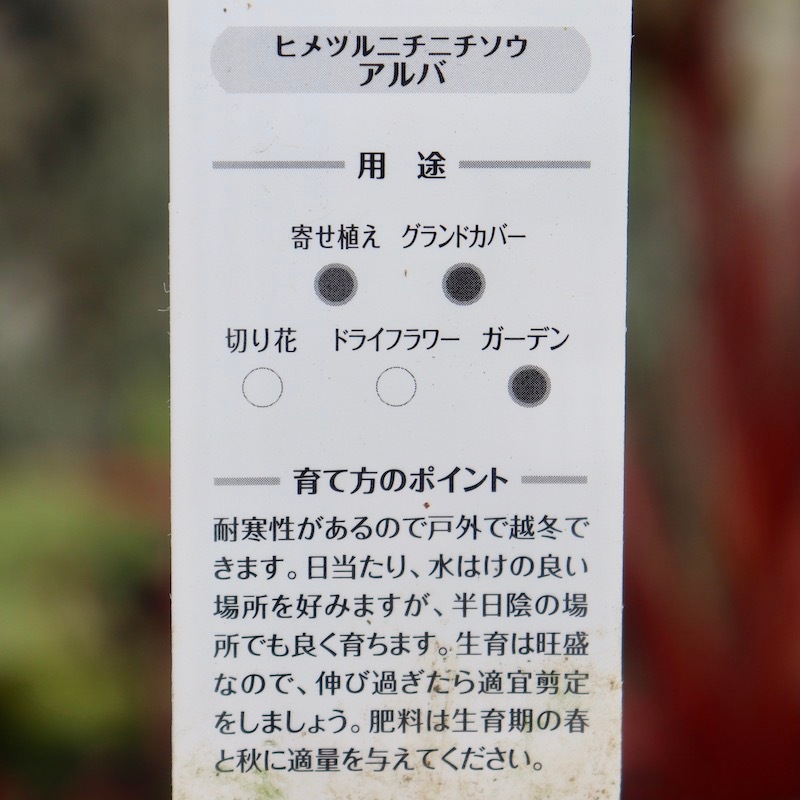 ヒメツルニチニチソウ
アルバ
用 途
寄せ植え グランドカバー
切り花 ドライフラワー ガーデン
育て方のポイント
耐寒性があるので戸外で越冬で
きます。日当たり、水はけの良い
場所を好みますが、半日陰の場
所でも良く育ちます。生育は旺盛
なので、伸び過ぎたら適宜剪定
をしましょう。肥料は生育期の春
と秋に適量を与えてください。